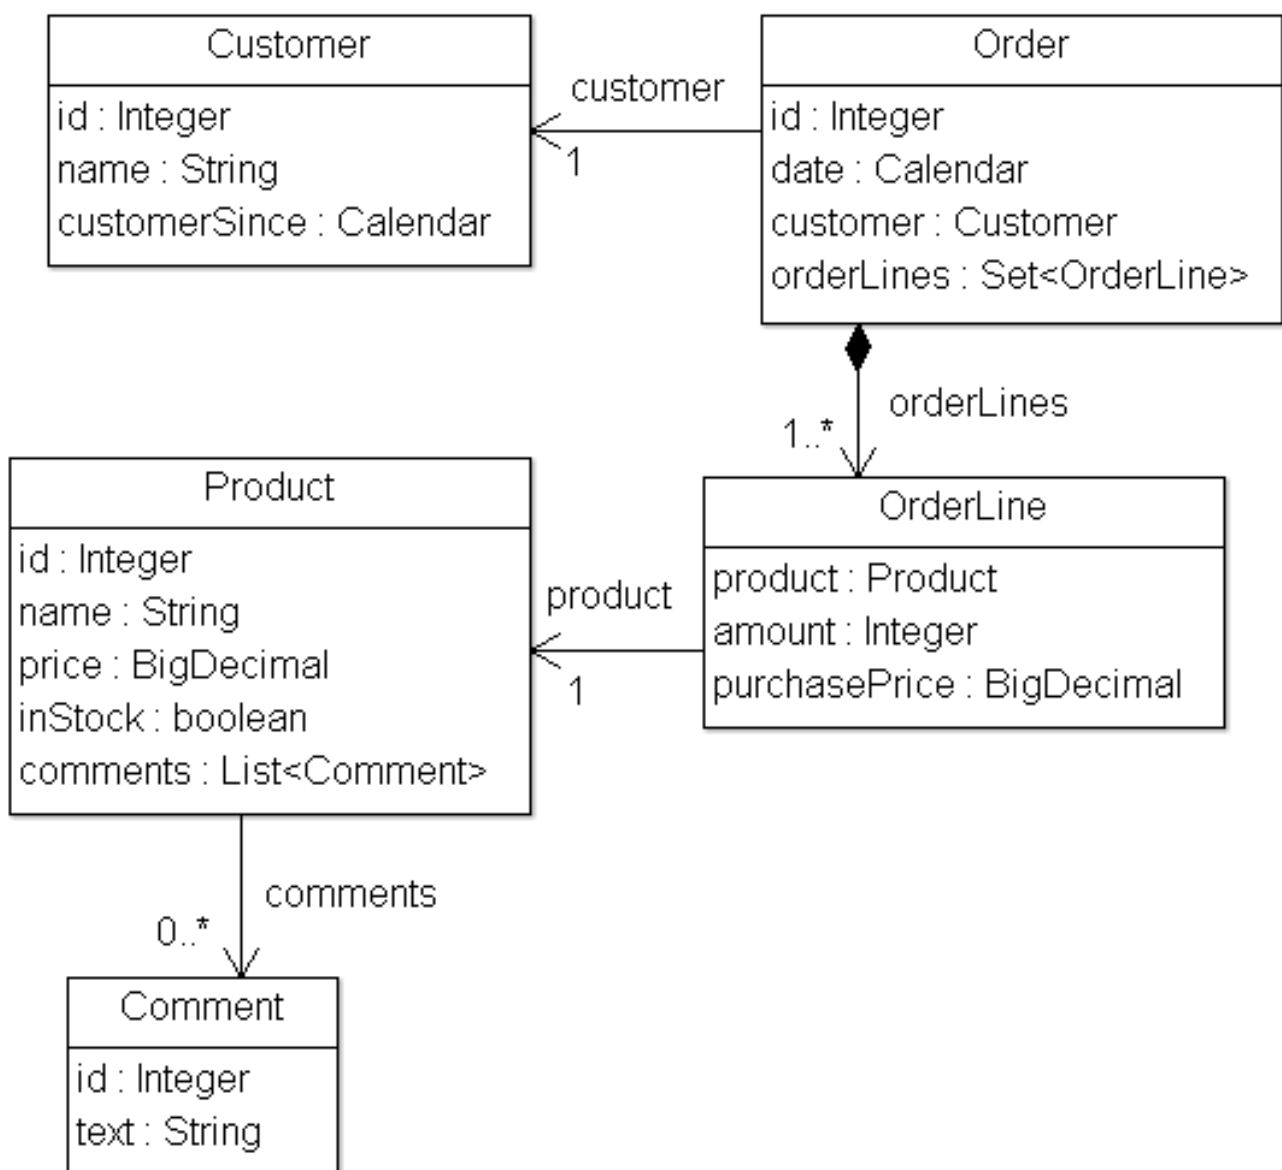 Customer
id : Integer
name : String
customerSince : Calendar
customer
1
Order
id : Integer
date : Calendar
customer : Customer
orderLines : Set<OrderLine>
orderLines
1..*
Product
id : Integer
name : String
price : BigDecimal
inStock : boolean
comments : List<Comment>
product
1
OrderLine
product : Product
amount : Integer
purchasePrice : BigDecimal
comments
0..*
Comment
id : Integer
text : String